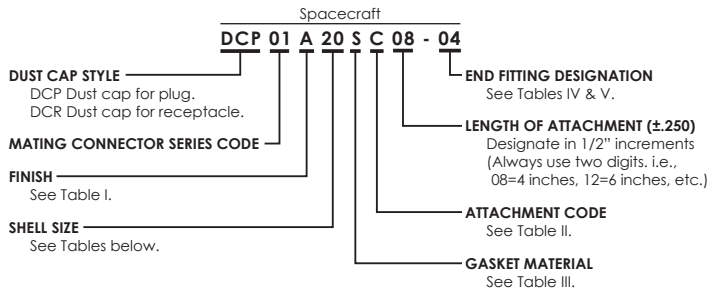 Spacecraft
DCP 01 A 20 S C 08 - 04
DUST CAP STYLE
DCP Dust cap for plug.
DCR Dust cap for receptacle.
MATING CONNECTOR SERIES CODE
FINISH
See Table I.
SHELL SIZE
See Tables below.
END FITTING DESIGNATION
See Tables IV & V.
LENGTH OF ATTACHMENT (±.250)
Designate in 1/2” increments
(Always use two digits. i.e.,
08=4 inches, 12=6 inches, etc.)
ATTACHMENT CODE
See Table II.
GASKET MATERIAL
See Table III.